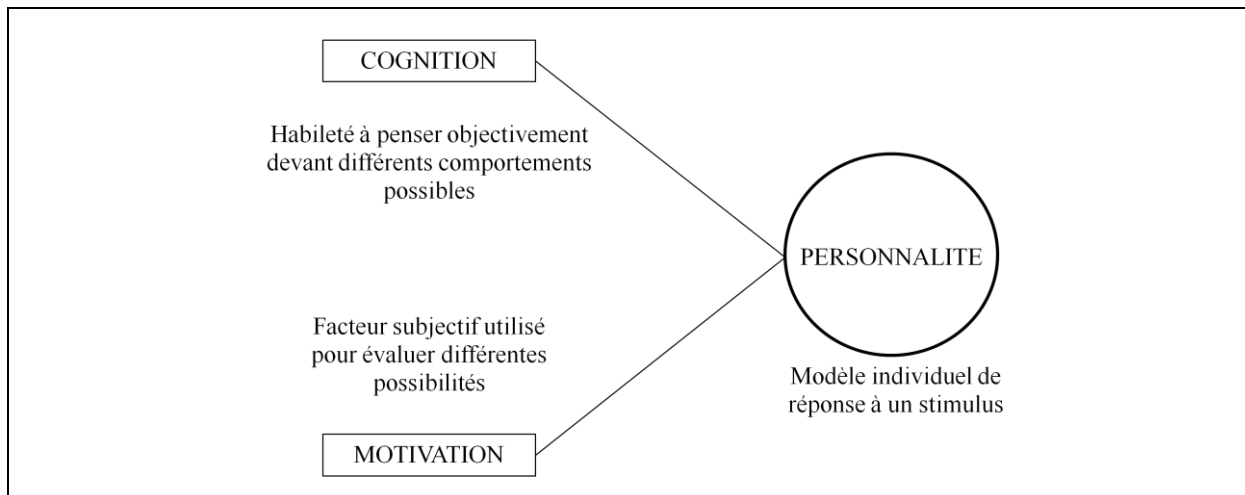 COGNITION
Habileté à penser objectivement
devant différents comportements
possibles
PERSONNALITE
Modèle individuel de
réponse à un stimulus
Facteur subjectif utilisé
pour évaluer différentes
possibilités
MOTIVATION